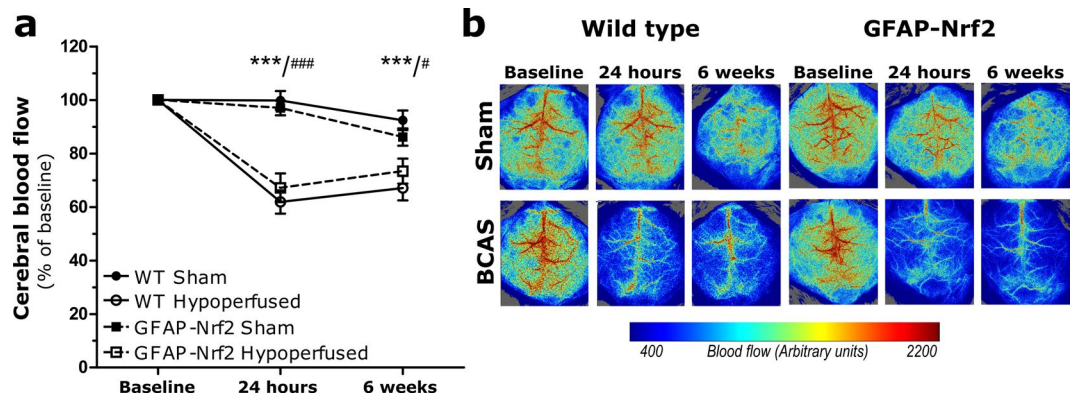 a
120
100
80
60
40
20
0
Cerebral blood flow
(% of baseline)
***/###
***/#
WT Sham
WT Hypoperfused
GFAP-Nrf2 Sham
GFAP-Nrf2 Hypoperfused
Baseline 24 hours 6 weeks
b
Wild type GFAP-Nrf2
Baseline 24 hours 6 weeks Baseline 24 hours 6 weeks
Sham
BCAS
400 Blood flow (Arbitrary units) 2200